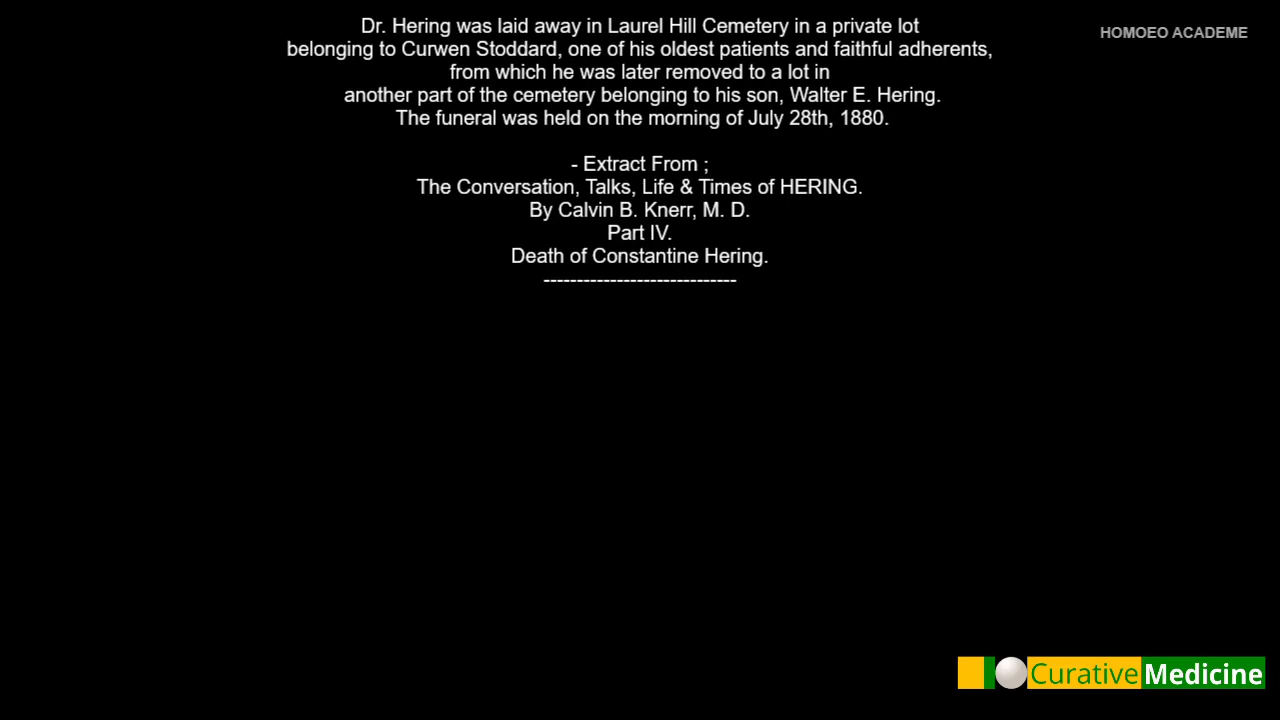 Dr. Hering was laid away in Laurel Hill Cemetery in a private lot
belonging to Curwen Stoddard, one of his oldest patients and faithful adherents,
from which he was later removed to a lot in
another part of the cemetery belonging to his son, Walter E. Hering.
The funeral was held on the morning of July 28th, 1880.
- Extract From ;
The Conversation, Talks, Life & Times of HERING.
By Calvin B. Knerr, M. D.
Part IV.
Death of Constantine Hering.
-----------------------------
HOMOEO ACADEME
CurativeMedicine